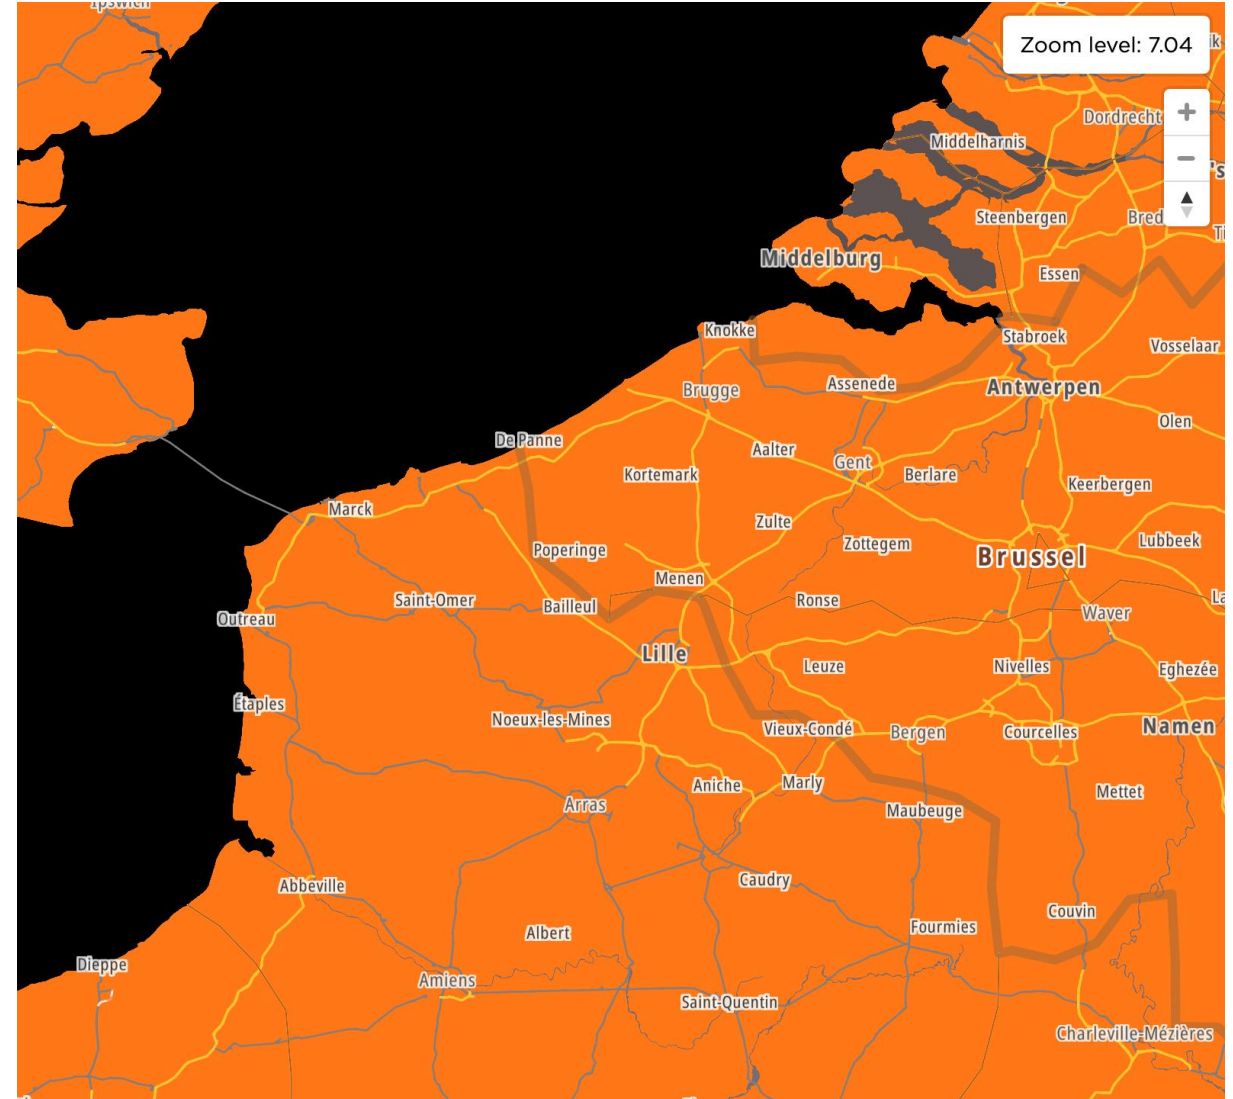 Ipswich
Zoom level: 7.04
Dordrecht
Middelharnis
's
Steenbergen
Bred
Ti
Middelburg
Essen
Knokke
Stabroek
Vosselaar
Brugge
Assenede
Antwerpen
Olen
De Panne
Aalter
Gent
Kortemark
Berlare
Keerbergen
Marck
Zulte
Poperinge
Zottegem
Brussel
Lubbeek
Menen
Saint-Omer
Bailleul
Ronse
La
Outreau
Waver
Lille
Leuze
Nivelles
Eghezée
Étaples
Noeux-les-Mines
Vieux-Condé
Bergen
Courcelles
Namen
Aniche
Marly
Mettet
Arras
Maubeuge
Abbeville
Caudry
Couvin
Albert
Fourmies
Dieppe
Amiens
Saint-Quentin
Charleville-Mézières